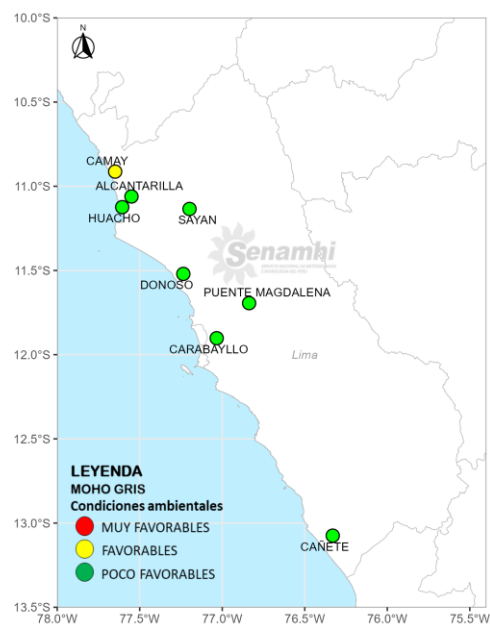 10.0°S
N
10.5°S
CAMAY
11.0°S
ALCANTARILLA
HUACHO
SAYAN
Senamhi
11.5°S
DONOSO
PUENTE MAGDALENA
CARABAYLLO
Lima
12.0°S
12.5°S
LEYENDA
MOHO GRIS
Condiciones ambientales
MUY FAVORABLES
FAVORABLES
POCO FAVORABLES
13.0°S
CAÑETE
13.5°S
78.0°W 77.5°W 77.0°W 76.5°W 76.0°W 75.5°W